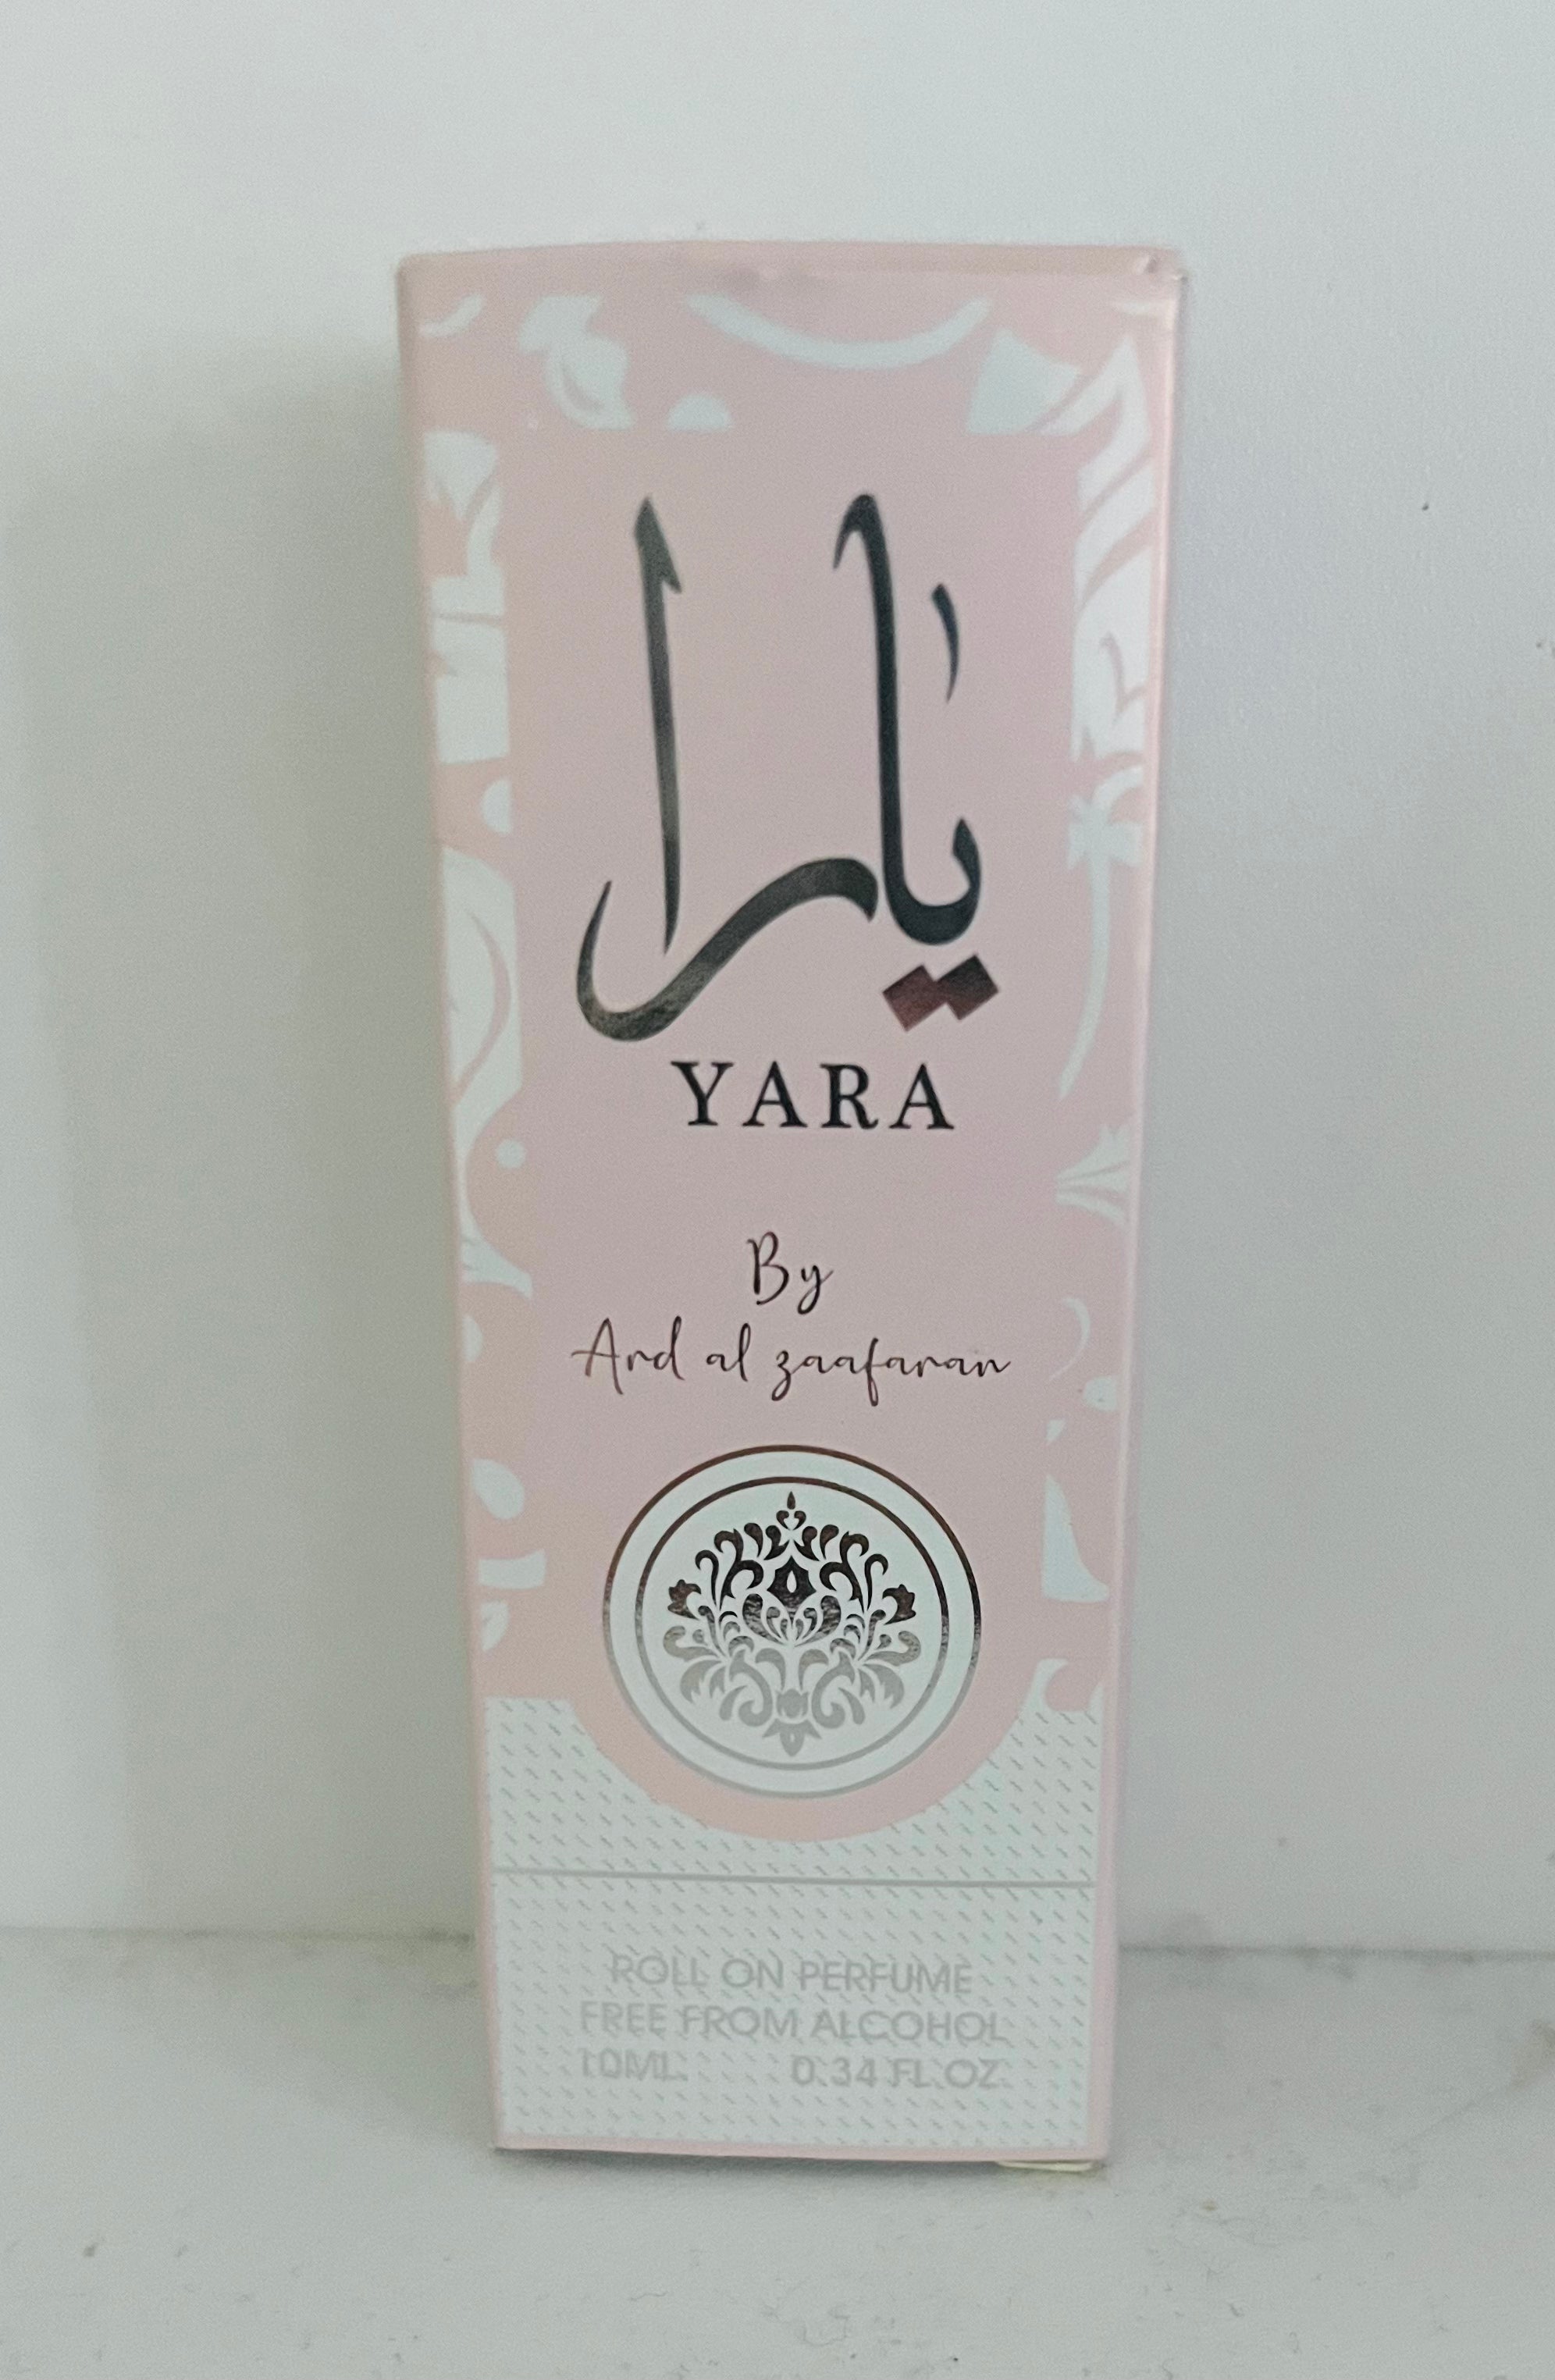 يارا
YARA
By
Ard al zaafaran
ROLL ON PERFUME
FREE FROM ALCOHOL
10ML 0.34 FL.OZ.